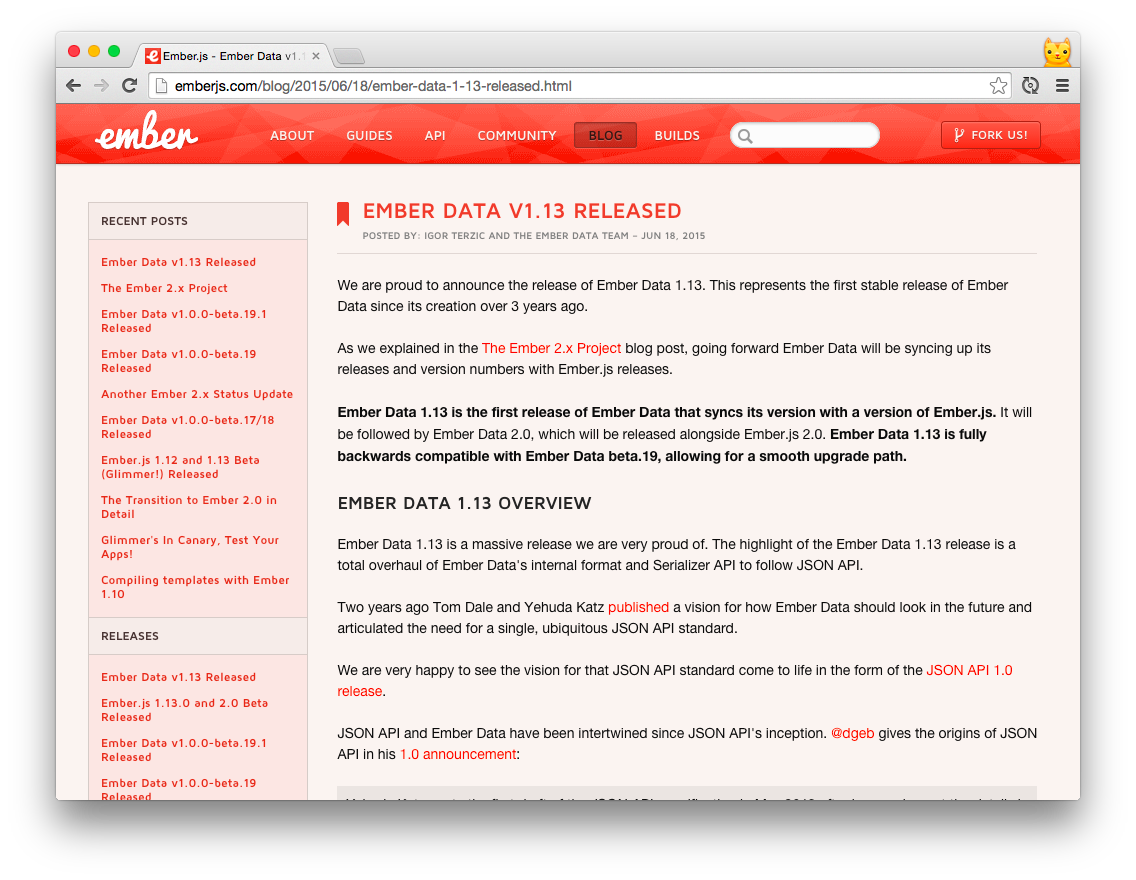 Ember.js - Ember Data v1.1
emberjs.com/blog/2015/06/18/ember-data-1-13-released.html
ember
ABOUT
GUIDES
API
COMMUNITY
BLOG
BUILDS
FORK US!
RECENT POSTS
Ember Data v1.13 Released
The Ember 2.x Project
Ember Data v1.0.0-beta.19.1
Released
Ember Data v1.0.0-beta.19
Released
Another Ember 2.x Status Update
Ember Data v1.0.0-beta.17/18
Released
Ember.js 1.12 and 1.13 Beta
(Glimmer!) Released
The Transition to Ember 2.0 in
Detail
Glimmer's In Canary, Test Your
Apps!
Compiling templates with Ember
1.10
RELEASES
Ember Data v1.13 Released
Ember.js 1.13.0 and 2.0 Beta
Released
Ember Data v1.0.0-beta.19.1
Released
Ember Data v1.0.0-beta.19
Released
EMBER DATA V1.13 RELEASED
POSTED BY: IGOR TERZIC AND THE EMBER DATA TEAM – JUN 18, 2015
We are proud to announce the release of Ember Data 1.13. This represents the first stable release of Ember
Data since its creation over 3 years ago.
As we explained in the The Ember 2.x Project blog post, going forward Ember Data will be syncing up its
releases and version numbers with Ember.js releases.
Ember Data 1.13 is the first release of Ember Data that syncs its version with a version of Ember.js. It will
be followed by Ember Data 2.0, which will be released alongside Ember.js 2.0. Ember Data 1.13 is fully
backwards compatible with Ember Data beta.19, allowing for a smooth upgrade path.
EMBER DATA 1.13 OVERVIEW
Ember Data 1.13 is a massive release we are very proud of. The highlight of the Ember Data 1.13 release is a
total overhaul of Ember Data's internal format and Serializer API to follow JSON API.
Two years ago Tom Dale and Yehuda Katz published a vision for how Ember Data should look in the future and
articulated the need for a single, ubiquitous JSON API standard.
We are very happy to see the vision for that JSON API standard come to life in the form of the JSON API 1.0
release.
JSON API and Ember Data have been intertwined since JSON API's inception. @dgeb gives the origins of JSON
API in his 1.0 announcement: